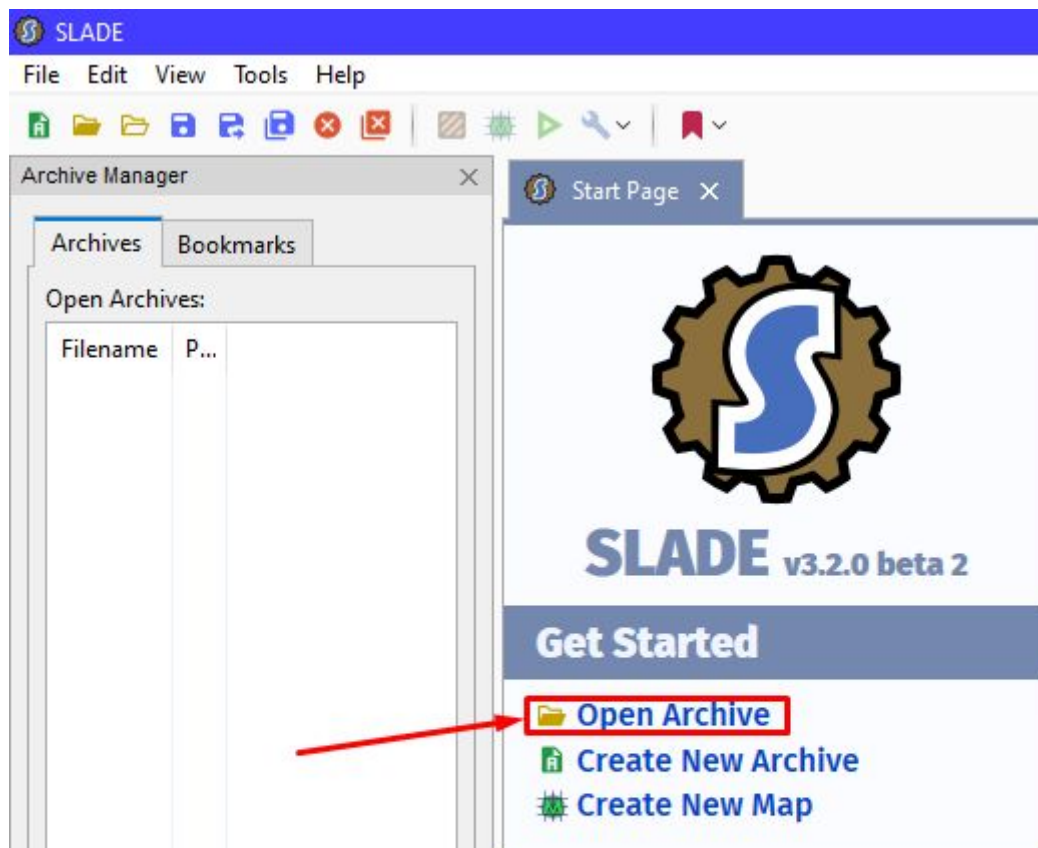 SLADE
File Edit View Tools Help
Archive Manager
Start Page
Archives Bookmarks
Open Archives:
Filename P...
SLADE v3.2.0 beta 2
Get Started
Open Archive
Create New Archive
Create New Map